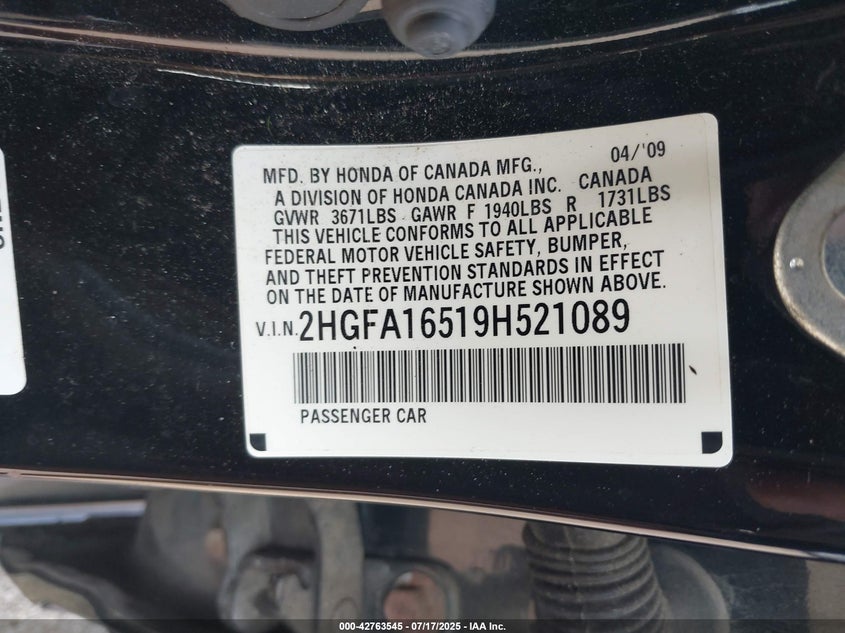 MFD. BY HONDA OF CANADA MFG., 04/'09
A DIVISION OF HONDA CANADA INC. CANADA
GVWR 3671LBS GAWR F 1940LBS R 1731LBS
THIS VEHICLE CONFORMS TO ALL APPLICABLE
FEDERAL MOTOR VEHICLE SAFETY, BUMPER,
AND THEFT PREVENTION STANDARDS IN EFFECT
ON THE DATE OF MANUFACTURE SHOWN ABOVE.
V.I.N. 2HGFA16519H521089
PASSENGER CAR
000-42763545 - 07/17/2025 - IAA Inc.